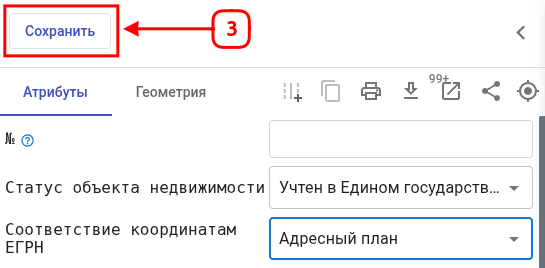 Сохранить
3
Атрибуты
Геометрия
99+
№ ?
Статус объекта недвижимости
Учтен в Едином государств...
Соответствие координатам
ЕГРН
Адресный план